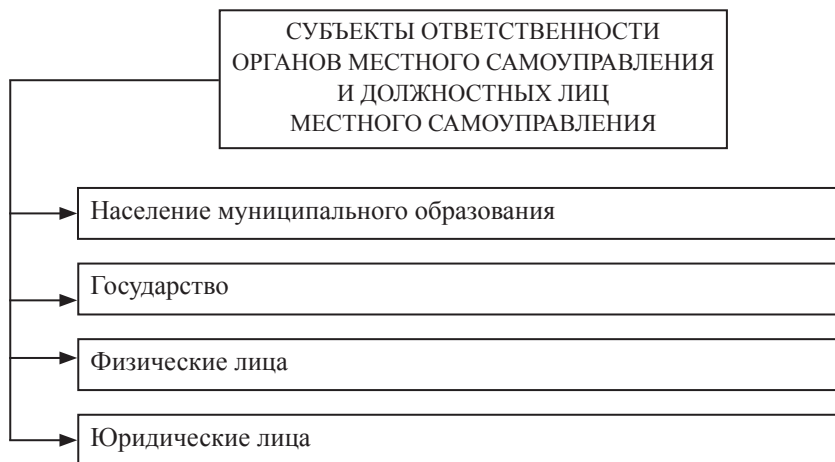 СУБЪЕКТЫ ОТВЕТСТВЕННОСТИ
ОРГАНОВ МЕСТНОГО САМОУПРАВЛЕНИЯ
И ДОЛЖНОСТНЫХ ЛИЦ
МЕСТНОГО САМОУПРАВЛЕНИЯ
Население муниципального образования
Государство
Физические лица
Юридические лица